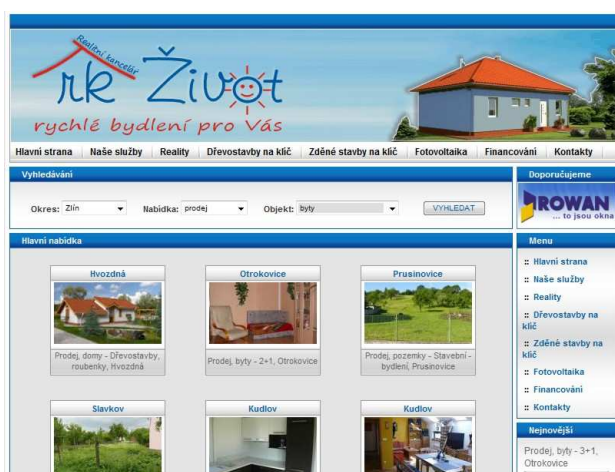 Realitní kancelář
rk Život
rychlé bydlení pro Vás
Hlavní strana Naše služby Reality Dřevostavby na klíč Zděné stavby na klíč Fotovoltaika Financování Kontakty
Vyhledávání
Okres: Zlín Nabídka: prodej Objekt: byty VYHLEDAT
Doporučujeme
ROWAN
... to jsou okna
Hlavní nabídka
Hvozdná
Prodej, domy - Dřevostavby,
roubenky, Hvozdná
Otrokovice
Prodej, byty - 2+1, Otrokovice
Prusinovice
Prodej, pozemky - Stavební -
bydlení, Prusinovice
Slavkov
Kudlov
Kudlov
Menu
:: Hlavní strana
:: Naše služby
:: Reality
:: Dřevostavby na
klíč
:: Zděné stavby na
klíč
:: Fotovoltaika
:: Financování
:: Kontakty
Nejnovější
Prodej, byty - 3+1,
Otrokovice